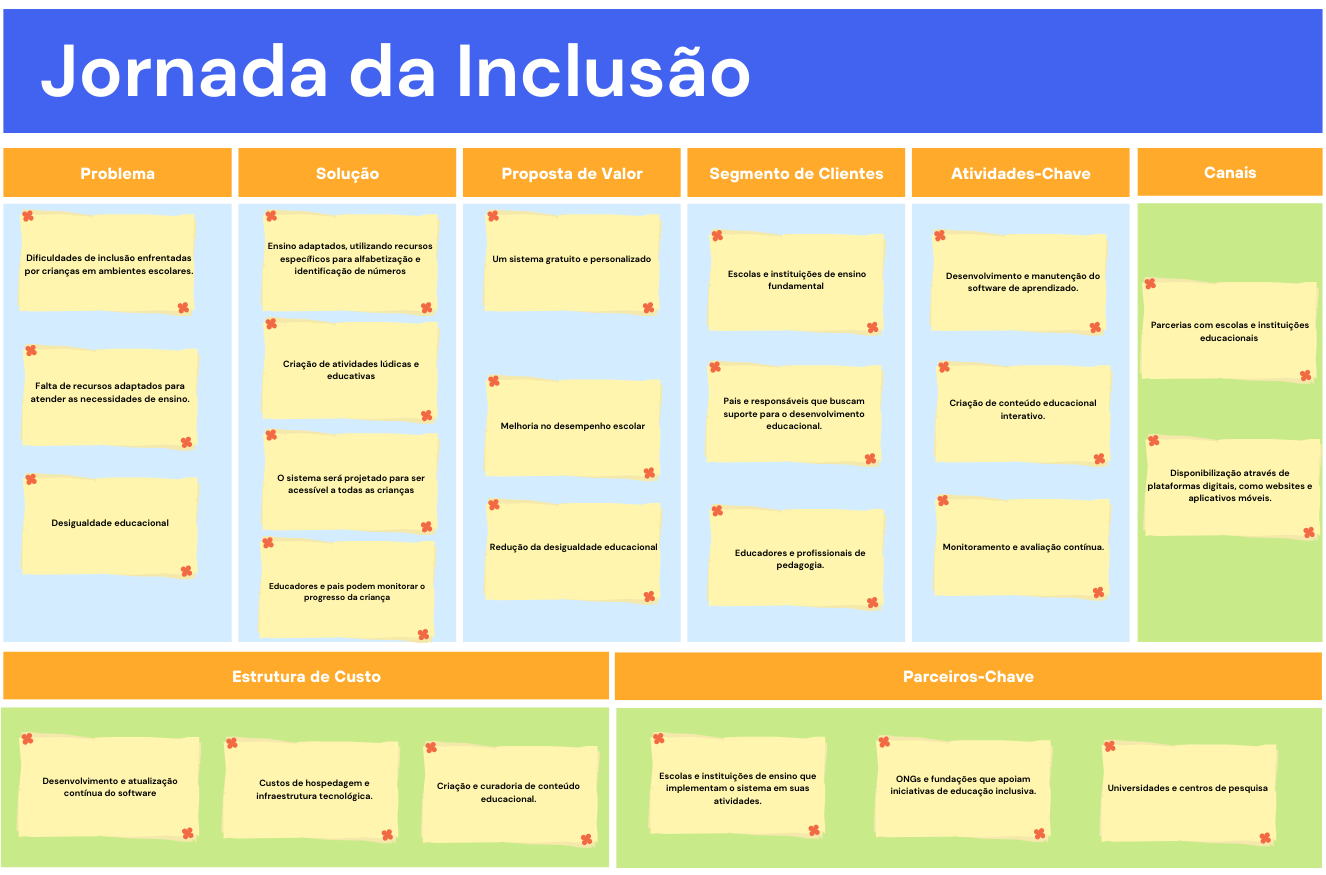 Jornada da Inclusão
Problema
Dificuldades de inclusão enfrentadas
por crianças em ambientes escolares.
Falta de recursos adaptados para
atender as necessidades de ensino.
Desigualdade educacional
Solução
Ensino adaptados, utilizando recursos
específicos para alfabetização e
identificação de números
Criação de atividades lúdicas e
educativas
O sistema será projetado para ser
acessível a todas as crianças
Educadores e pais podem monitorar o
progresso da criança
Proposta de Valor
Um sistema gratuito e personalizado
Melhoria no desempenho escolar
Redução da desigualdade educacional
Segmento de Clientes
Escolas e instituições de ensino
fundamental
Pais e responsáveis que buscam
suporte para o desenvolvimento
educacional.
Educadores e profissionais de
pedagogia.
Atividades-Chave
Desenvolvimento e manutenção do
software de aprendizado.
Criação de conteúdo educacional
interativo.
Monitoramento e avaliação contínua.
Canais
Parcerias com escolas e instituições
educacionais
Disponibilização através de
plataformas digitais, como websites e
aplicativos móveis.
Estrutura de Custo
Desenvolvimento e atualização
contínua do software
Custos de hospedagem e
infraestrutura tecnológica.
Criação e curadoria de conteúdo
educacional.
Parceiros-Chave
Escolas e instituições de ensino que
implementam o sistema em suas
atividades.
ONGs e fundações que apoiam
iniciativas de educação inclusiva.
Universidades e centros de pesquisa